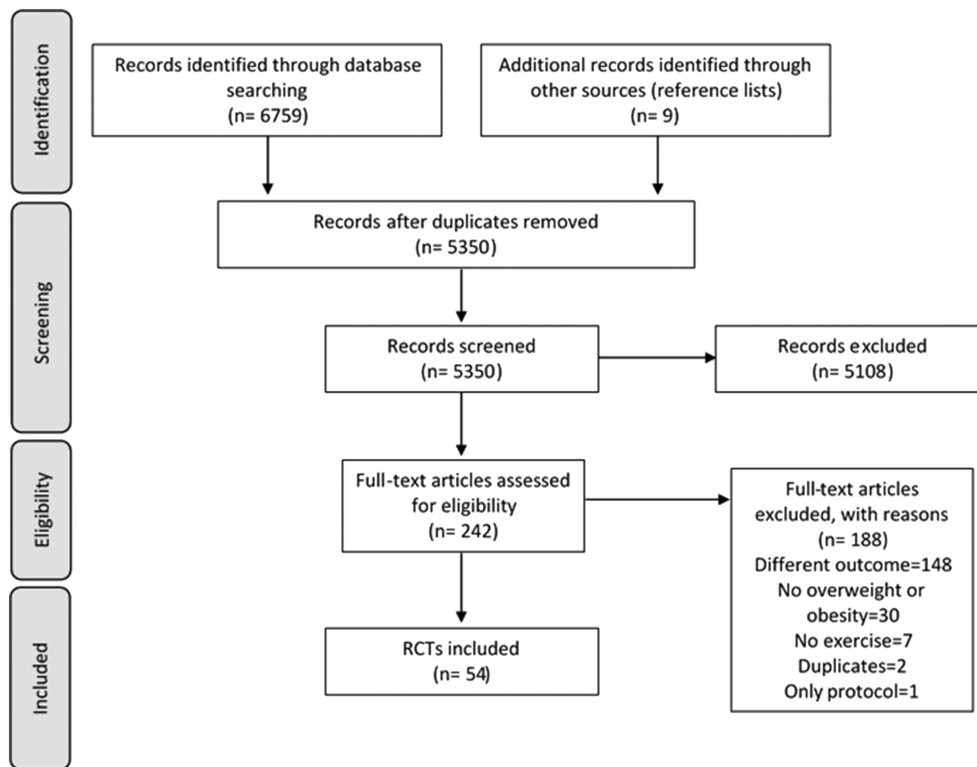 Identification
Records identified through database
searching
(n= 6759)
Additional records identified through
other sources (reference lists)
(n= 9)
Screening
Records after duplicates removed
(n= 5350)
Records screened
(n= 5350)
Records excluded
(n= 5108)
Eligibility
Full-text articles assessed
for eligibility
(n= 242)
Full-text articles
excluded, with reasons
(n= 188)
Different outcome=148
No overweight or
obesity=30
No exercise=7
Duplicates=2
Only protocol=1
Included
RCTs included
(n= 54)